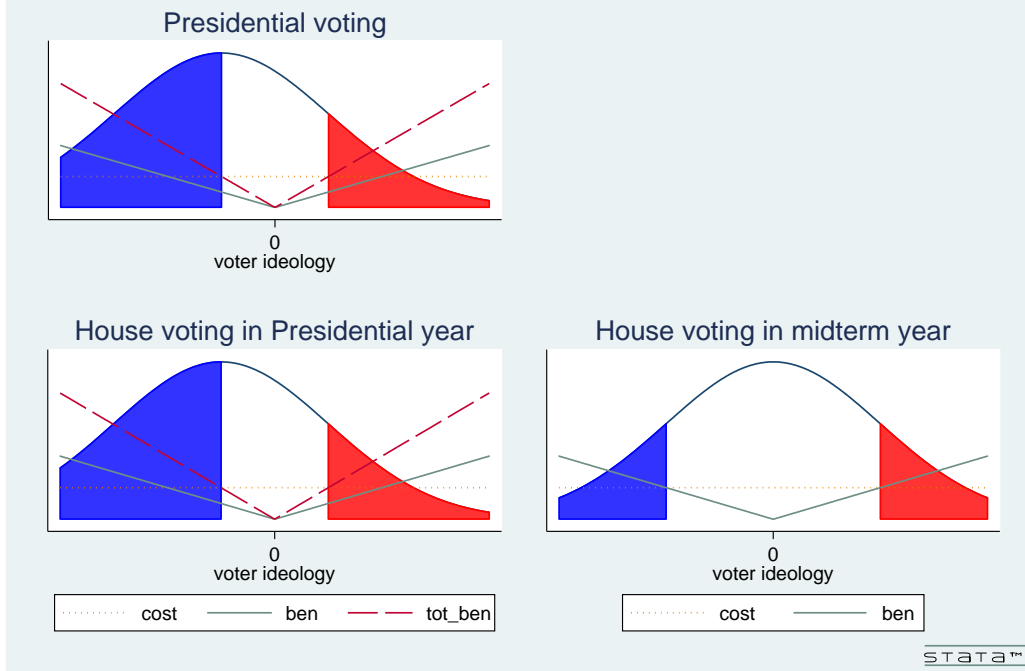 Presidential voting
0
voter ideology
House voting in Presidential year
0
voter ideology
cost ben tot_ben
House voting in midterm year
0
voter ideology
cost ben
STATA™